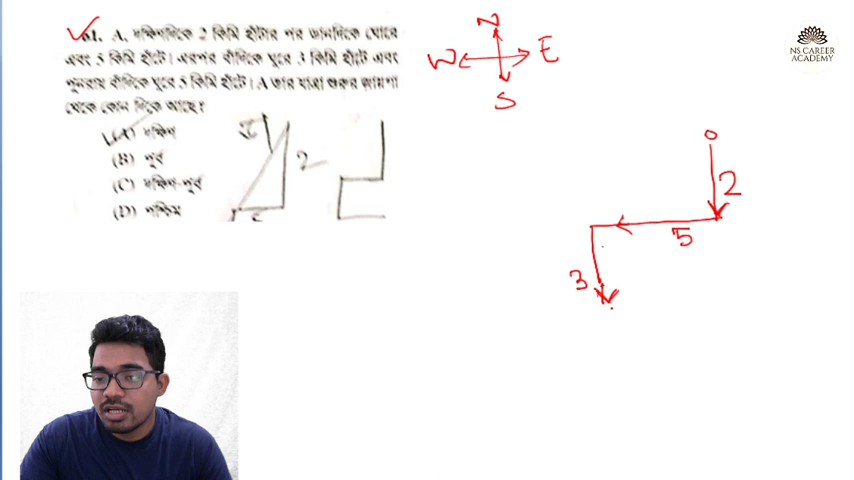 61. A, দক্ষিণদিকে 2 কিমি হাঁটার পর ডানদিকে ঘোরে
এবং 5 কিমি হাঁটে। এরপর বাঁদিকে ঘুরে 3 কিমি হাঁটে এবং
পুনরায় বাঁদিকে ঘুরে 5 কিমি হাঁটে। A তার যাত্রা শুরুর জায়গা
থেকে কোন দিকে আছে?
(A) দক্ষিণ
(B) পূর্ব
(C) দক্ষিণ-পূর্ব
(D) পশ্চিম
2
N
W E
S
0
2
5
3
NS CAREER
ACADEMY